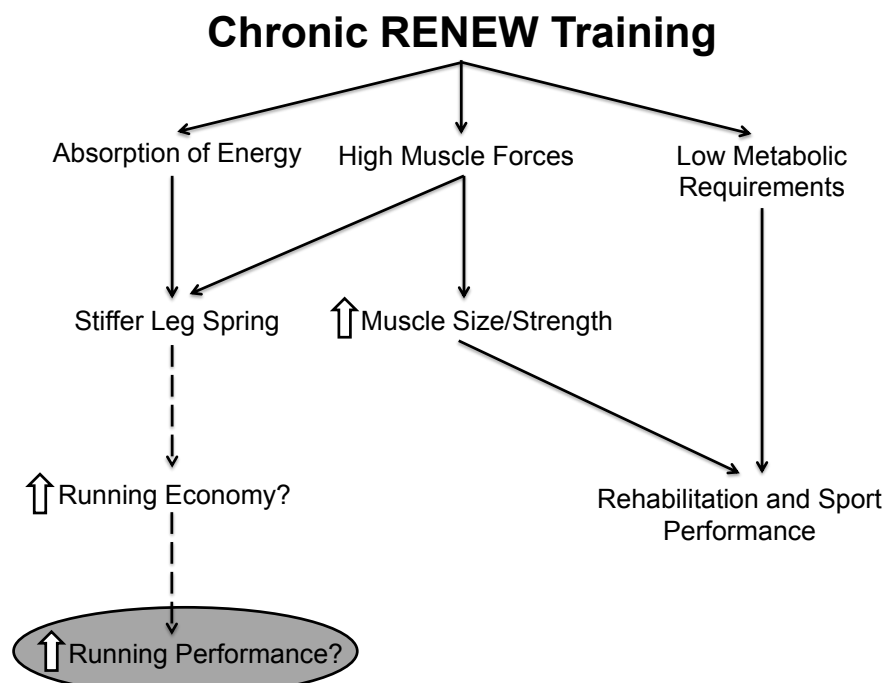 Chronic RENEW Training
Absorption of Energy
High Muscle Forces
Low Metabolic
Requirements
Stiffer Leg Spring
Muscle Size/Strength
Running Economy?
Rehabilitation and Sport
Performance
Running Performance?